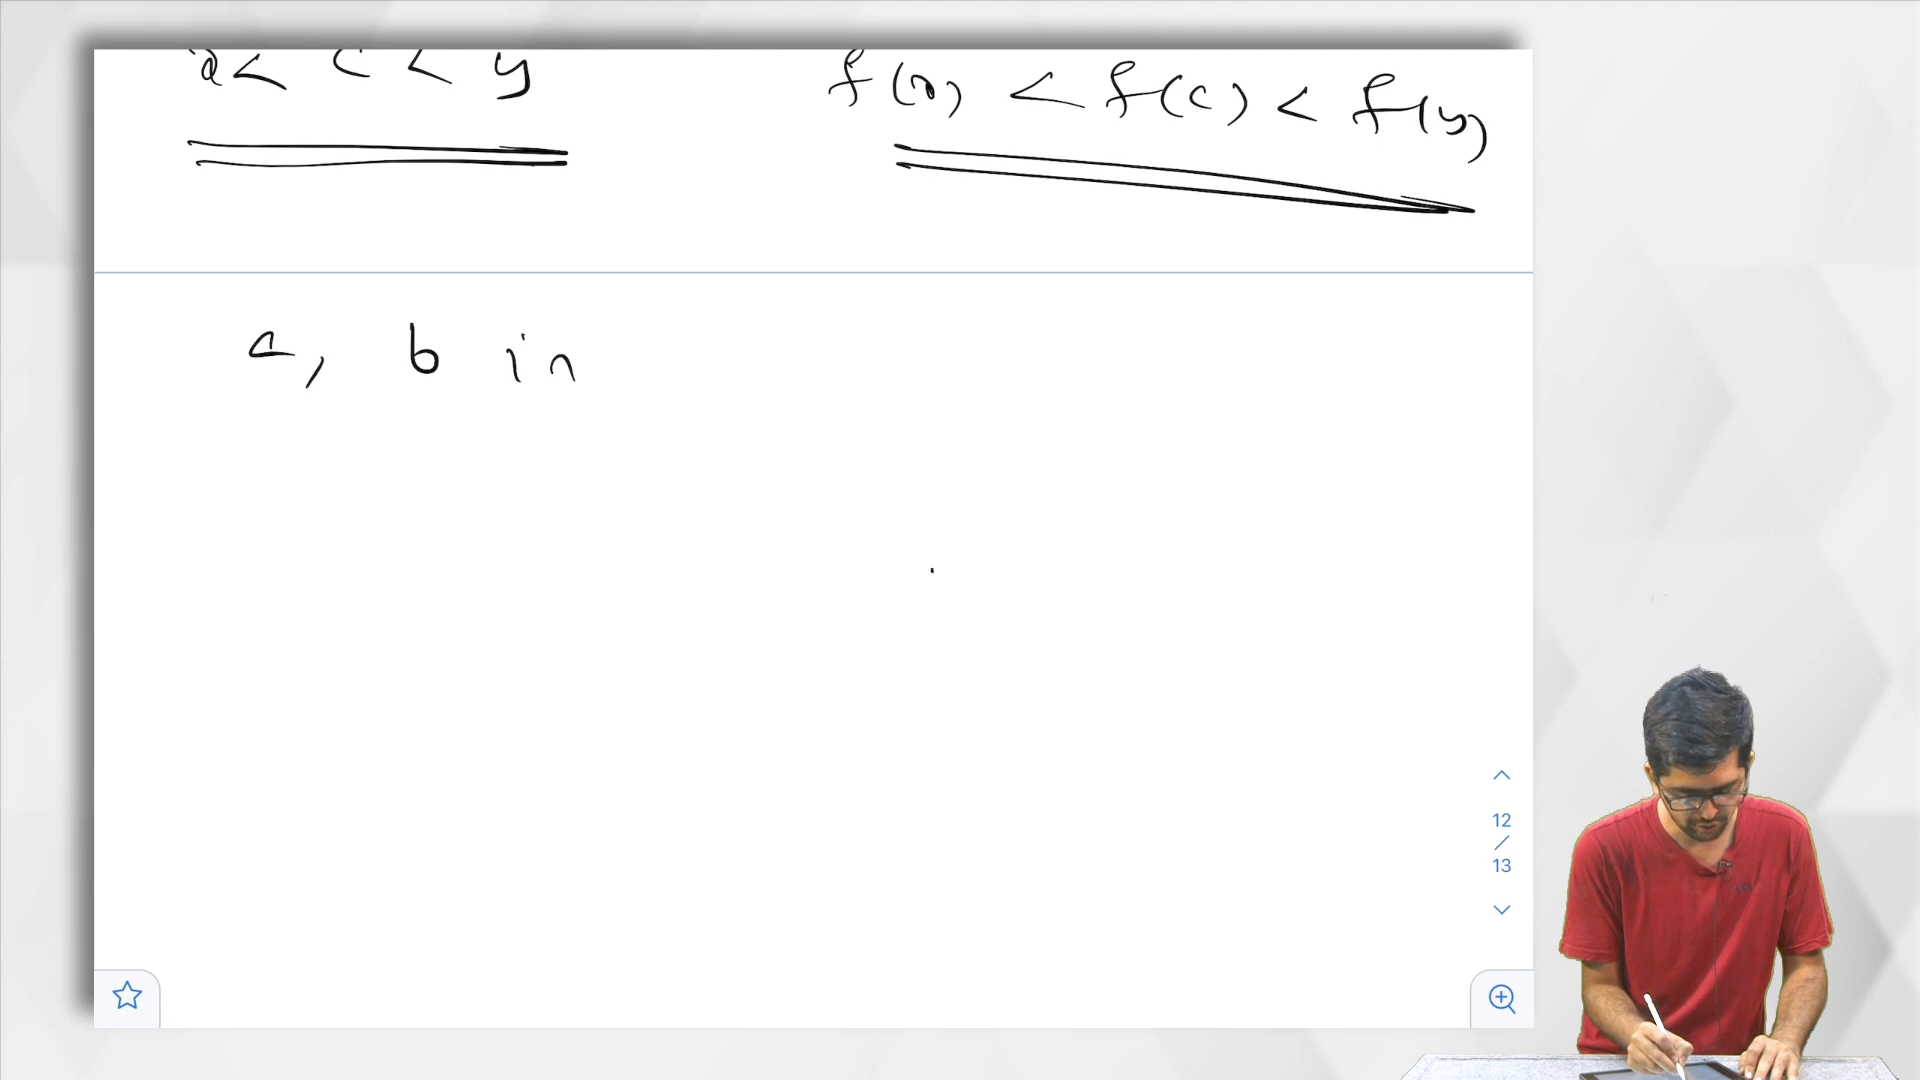 x < c < y
f(x) < f(c) < f(y)
a, b in
12
/
13